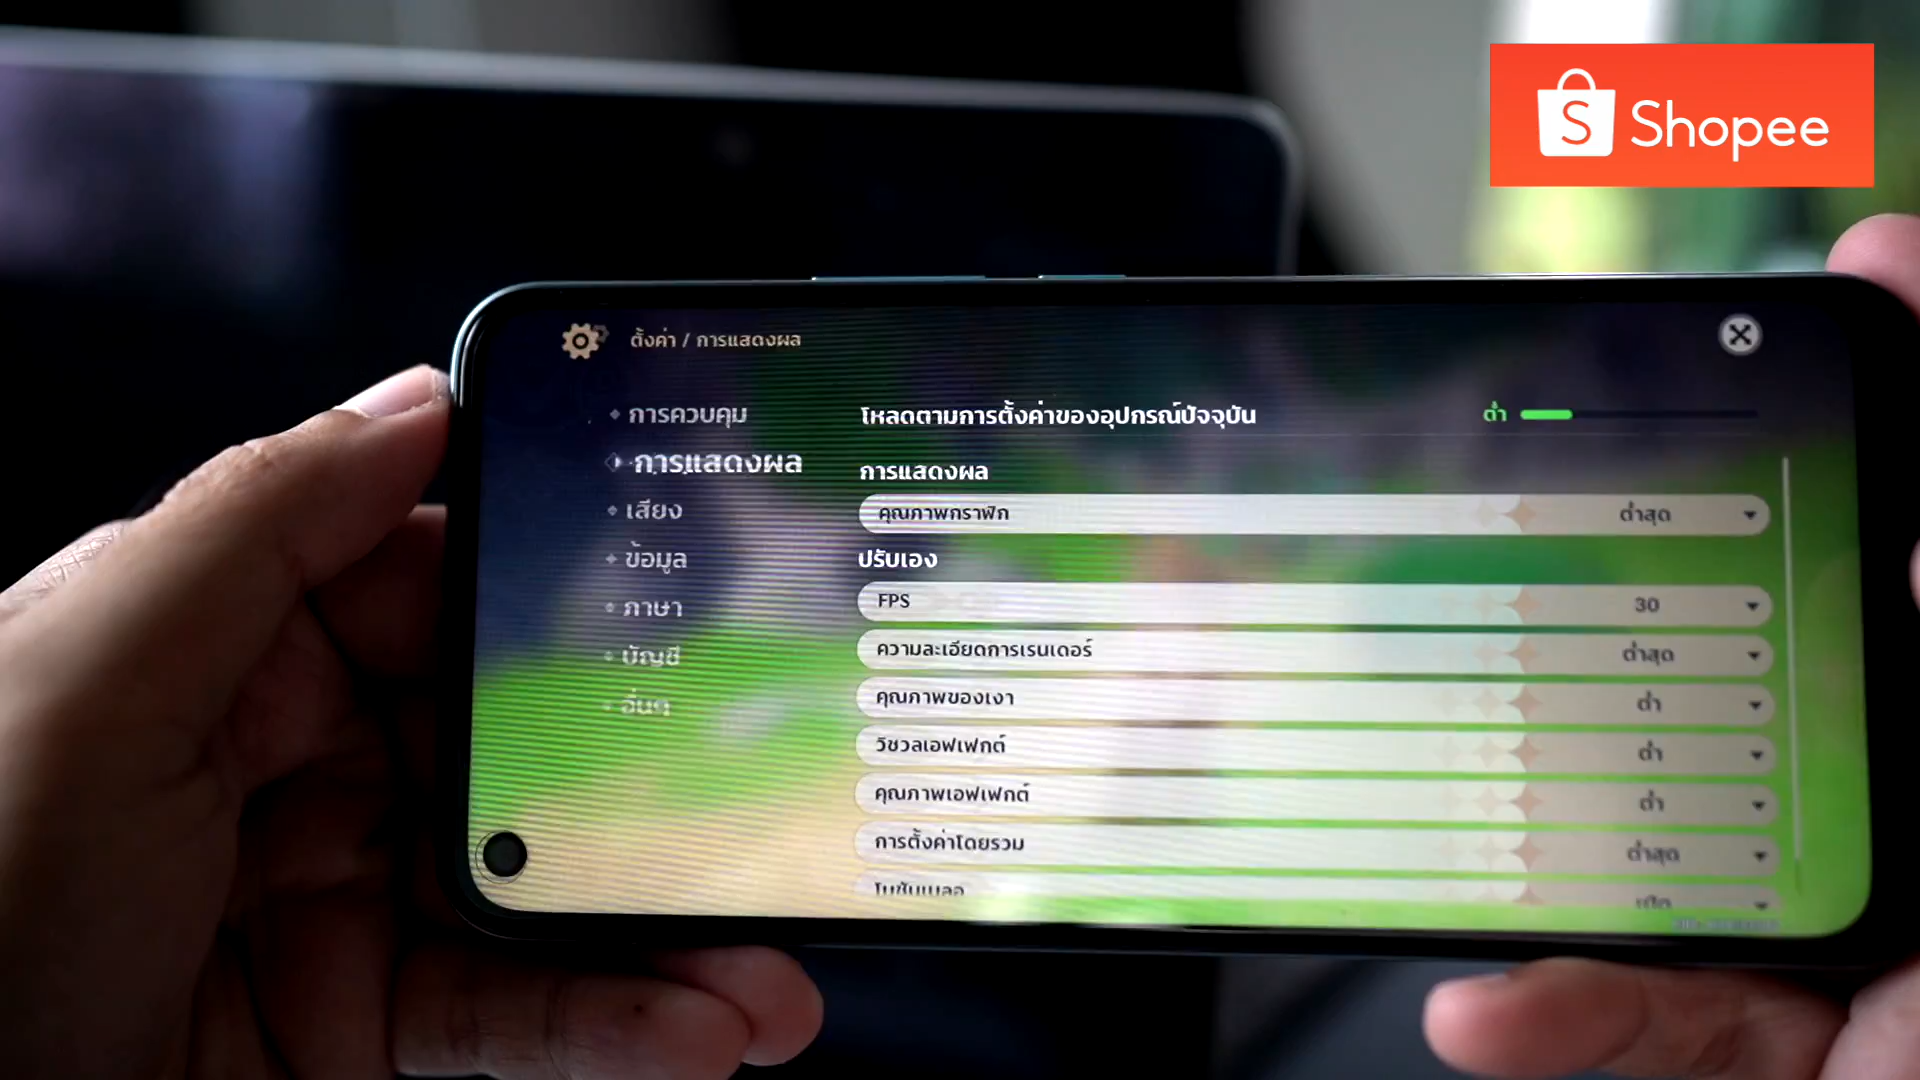 Shopee
ตั้งค่า / การแสดงผล
การควบคุม
การแสดงผล
เสียง
ข้อมูล
ภาษา
บัญชี
อื่นๆ
โหลดตามการตั้งค่าของอุปกรณ์ปัจจุบัน ต่ำ
การแสดงผล
คุณภาพกราฟิก ต่ำสุด
ปรับเอง
FPS 30
ความละเอียดการเรนเดอร์ ต่ำสุด
คุณภาพของเงา ต่ำ
วิชวลเอฟเฟกต์ ต่ำ
คุณภาพเอฟเฟกต์ ต่ำ
การตั้งค่าโดยรวม ต่ำสุด
โมชันเบลอ